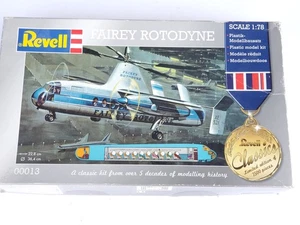 Revell
FAIREY ROTODYNE
SCALE 1:78
Plastik-
Modellbausatz
Plastic model kit
Modèle réduit
Modelbouwdoos
00013
Revell
Classics
A classic kit from over 5 decades of modelling history